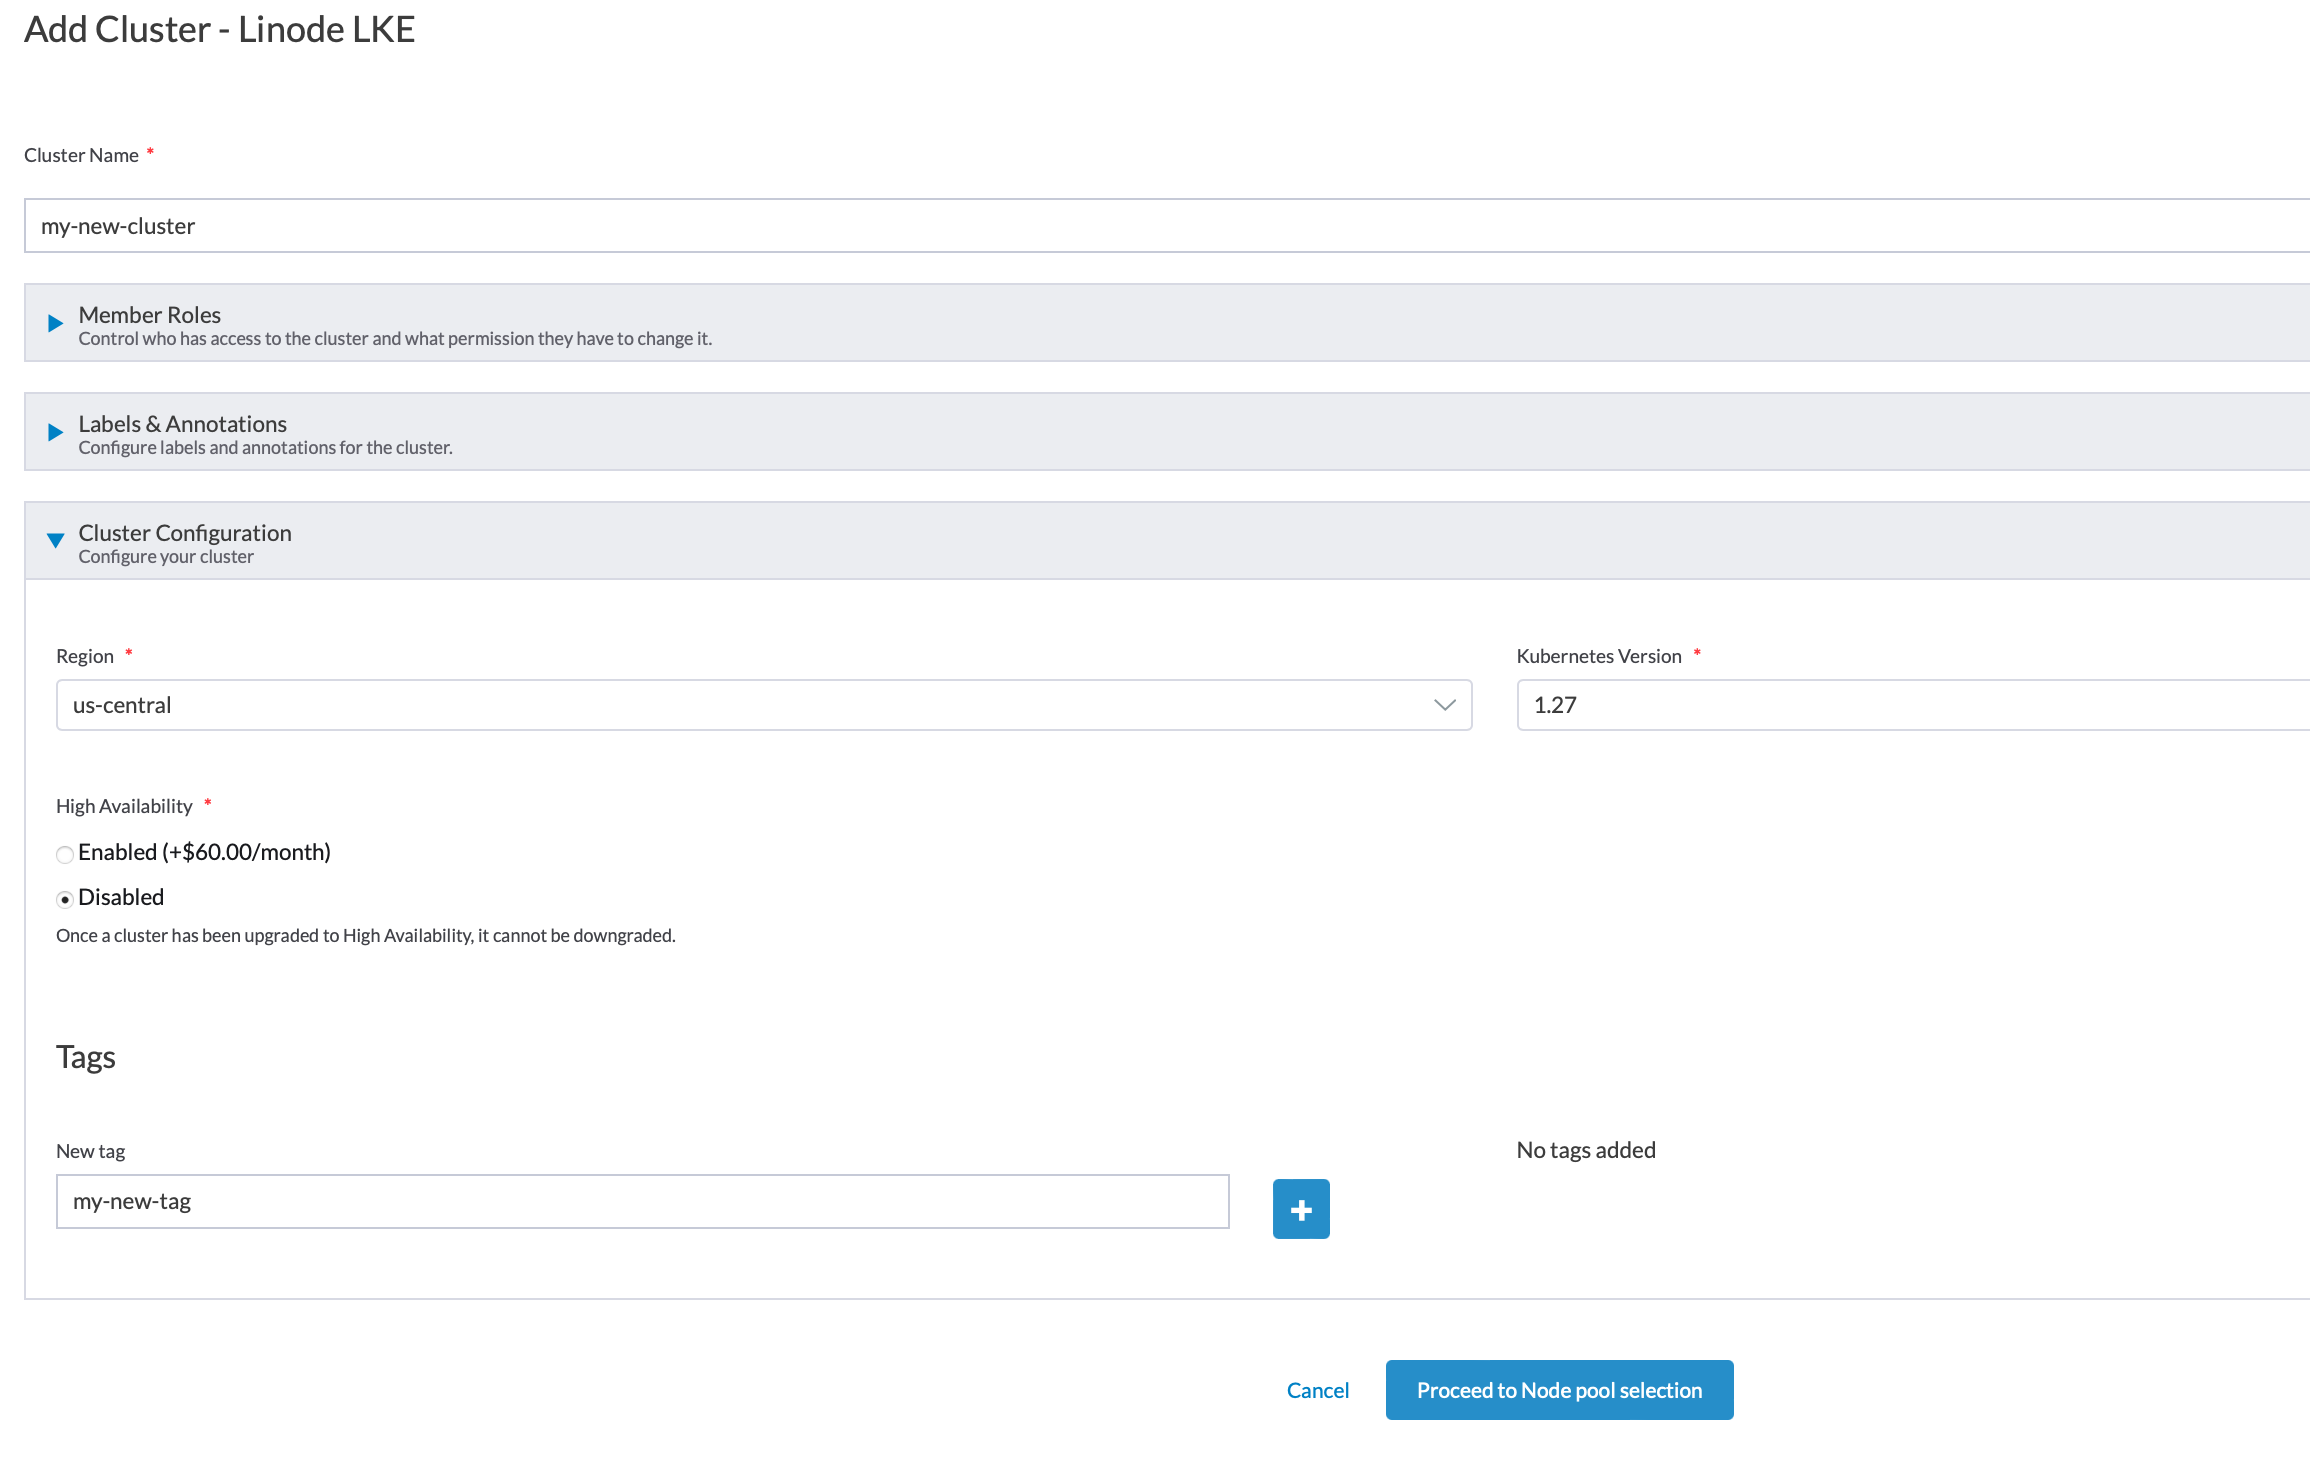 Add Cluster - Linode LKE
Cluster Name *
my-new-cluster
Member Roles
Control who has access to the cluster and what permission they have to change it.
Labels & Annotations
Configure labels and annotations for the cluster.
Cluster Configuration
Configure your cluster
Region *
us-central
Kubernetes Version *
1.27
High Availability *
Enabled (+$60.00/month)
Disabled
Once a cluster has been upgraded to High Availability, it cannot be downgraded.
Tags
New tag
my-new-tag
No tags added
Cancel
Proceed to Node pool selection